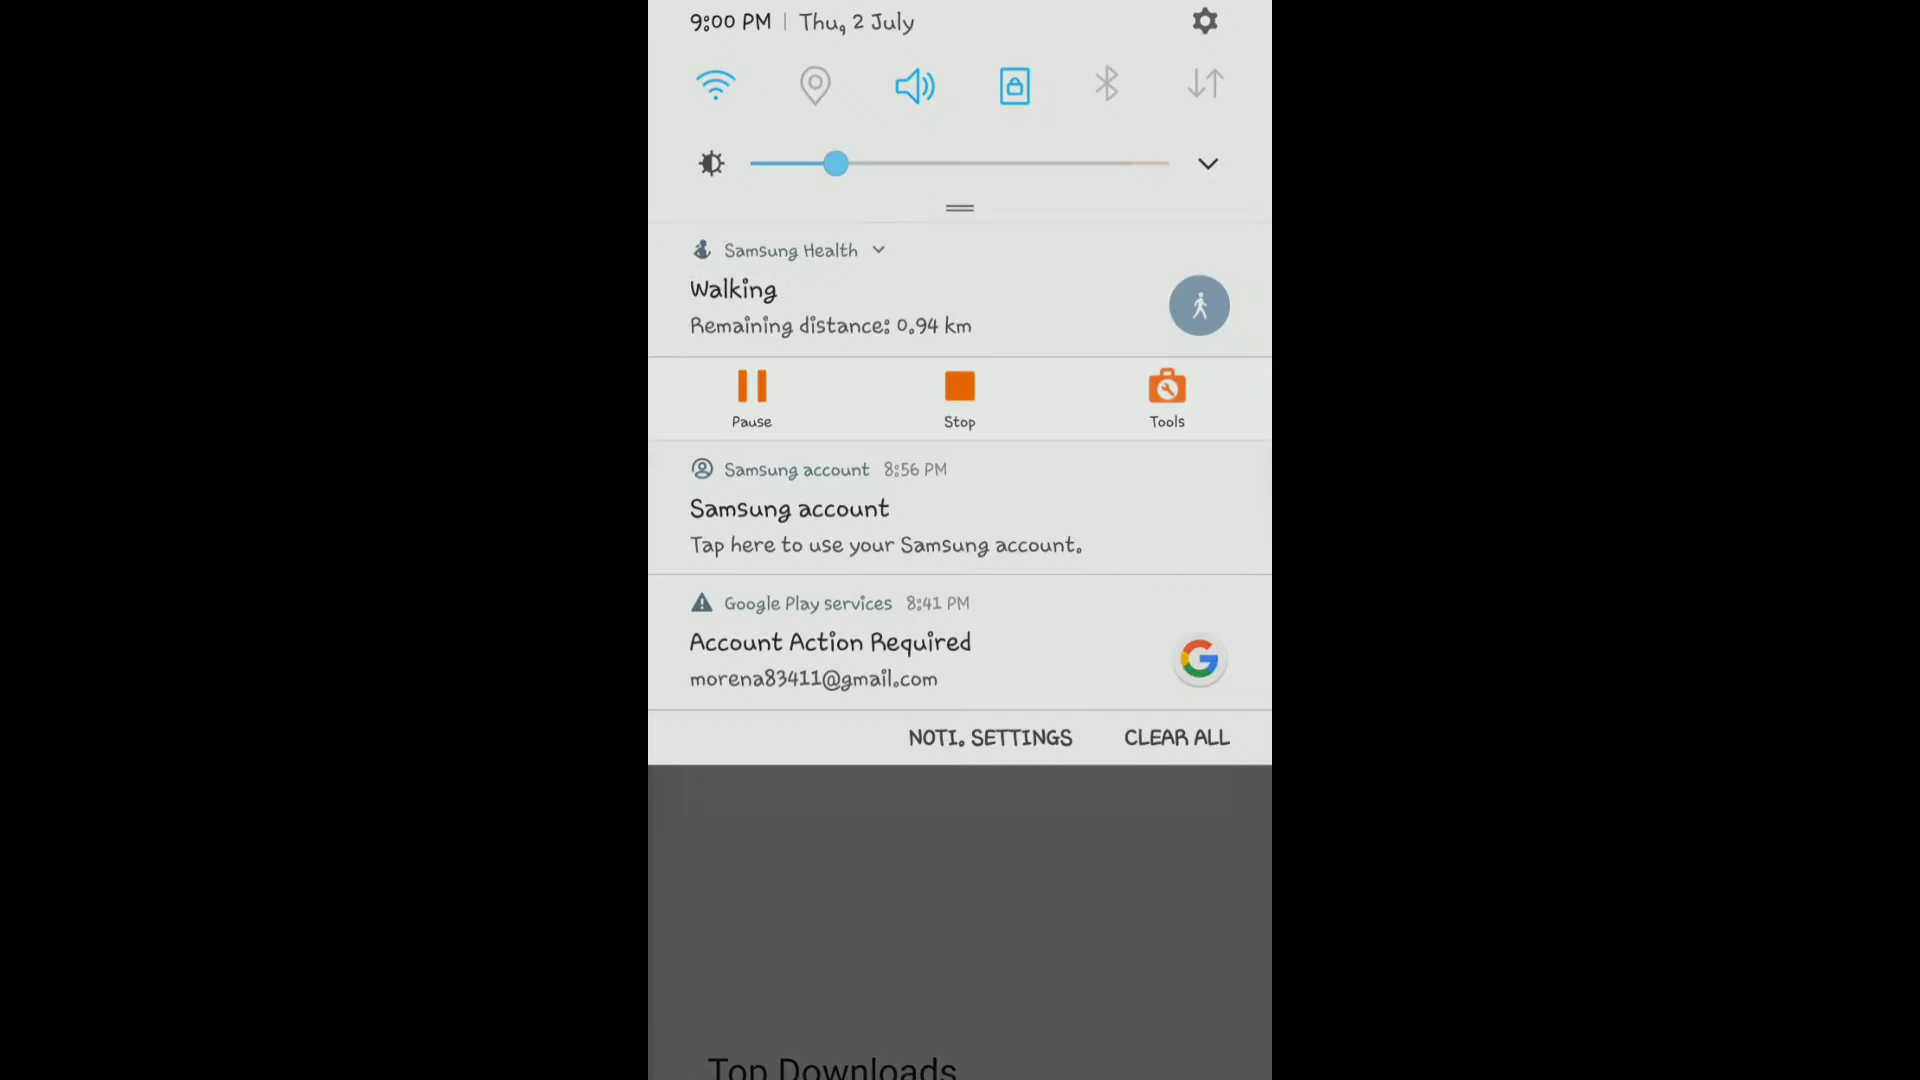 9:00 PM | Thu, 2 July
Samsung Health
Walking
Remaining distance: 0.94 km
Pause
Stop
Tools
Samsung account 8:56 PM
Samsung account
Tap here to use your Samsung account.
Google Play services 8:41 PM
Account Action Required
morena83411@gmail.com
NOTI. SETTINGS
CLEAR ALL
Top Downloads